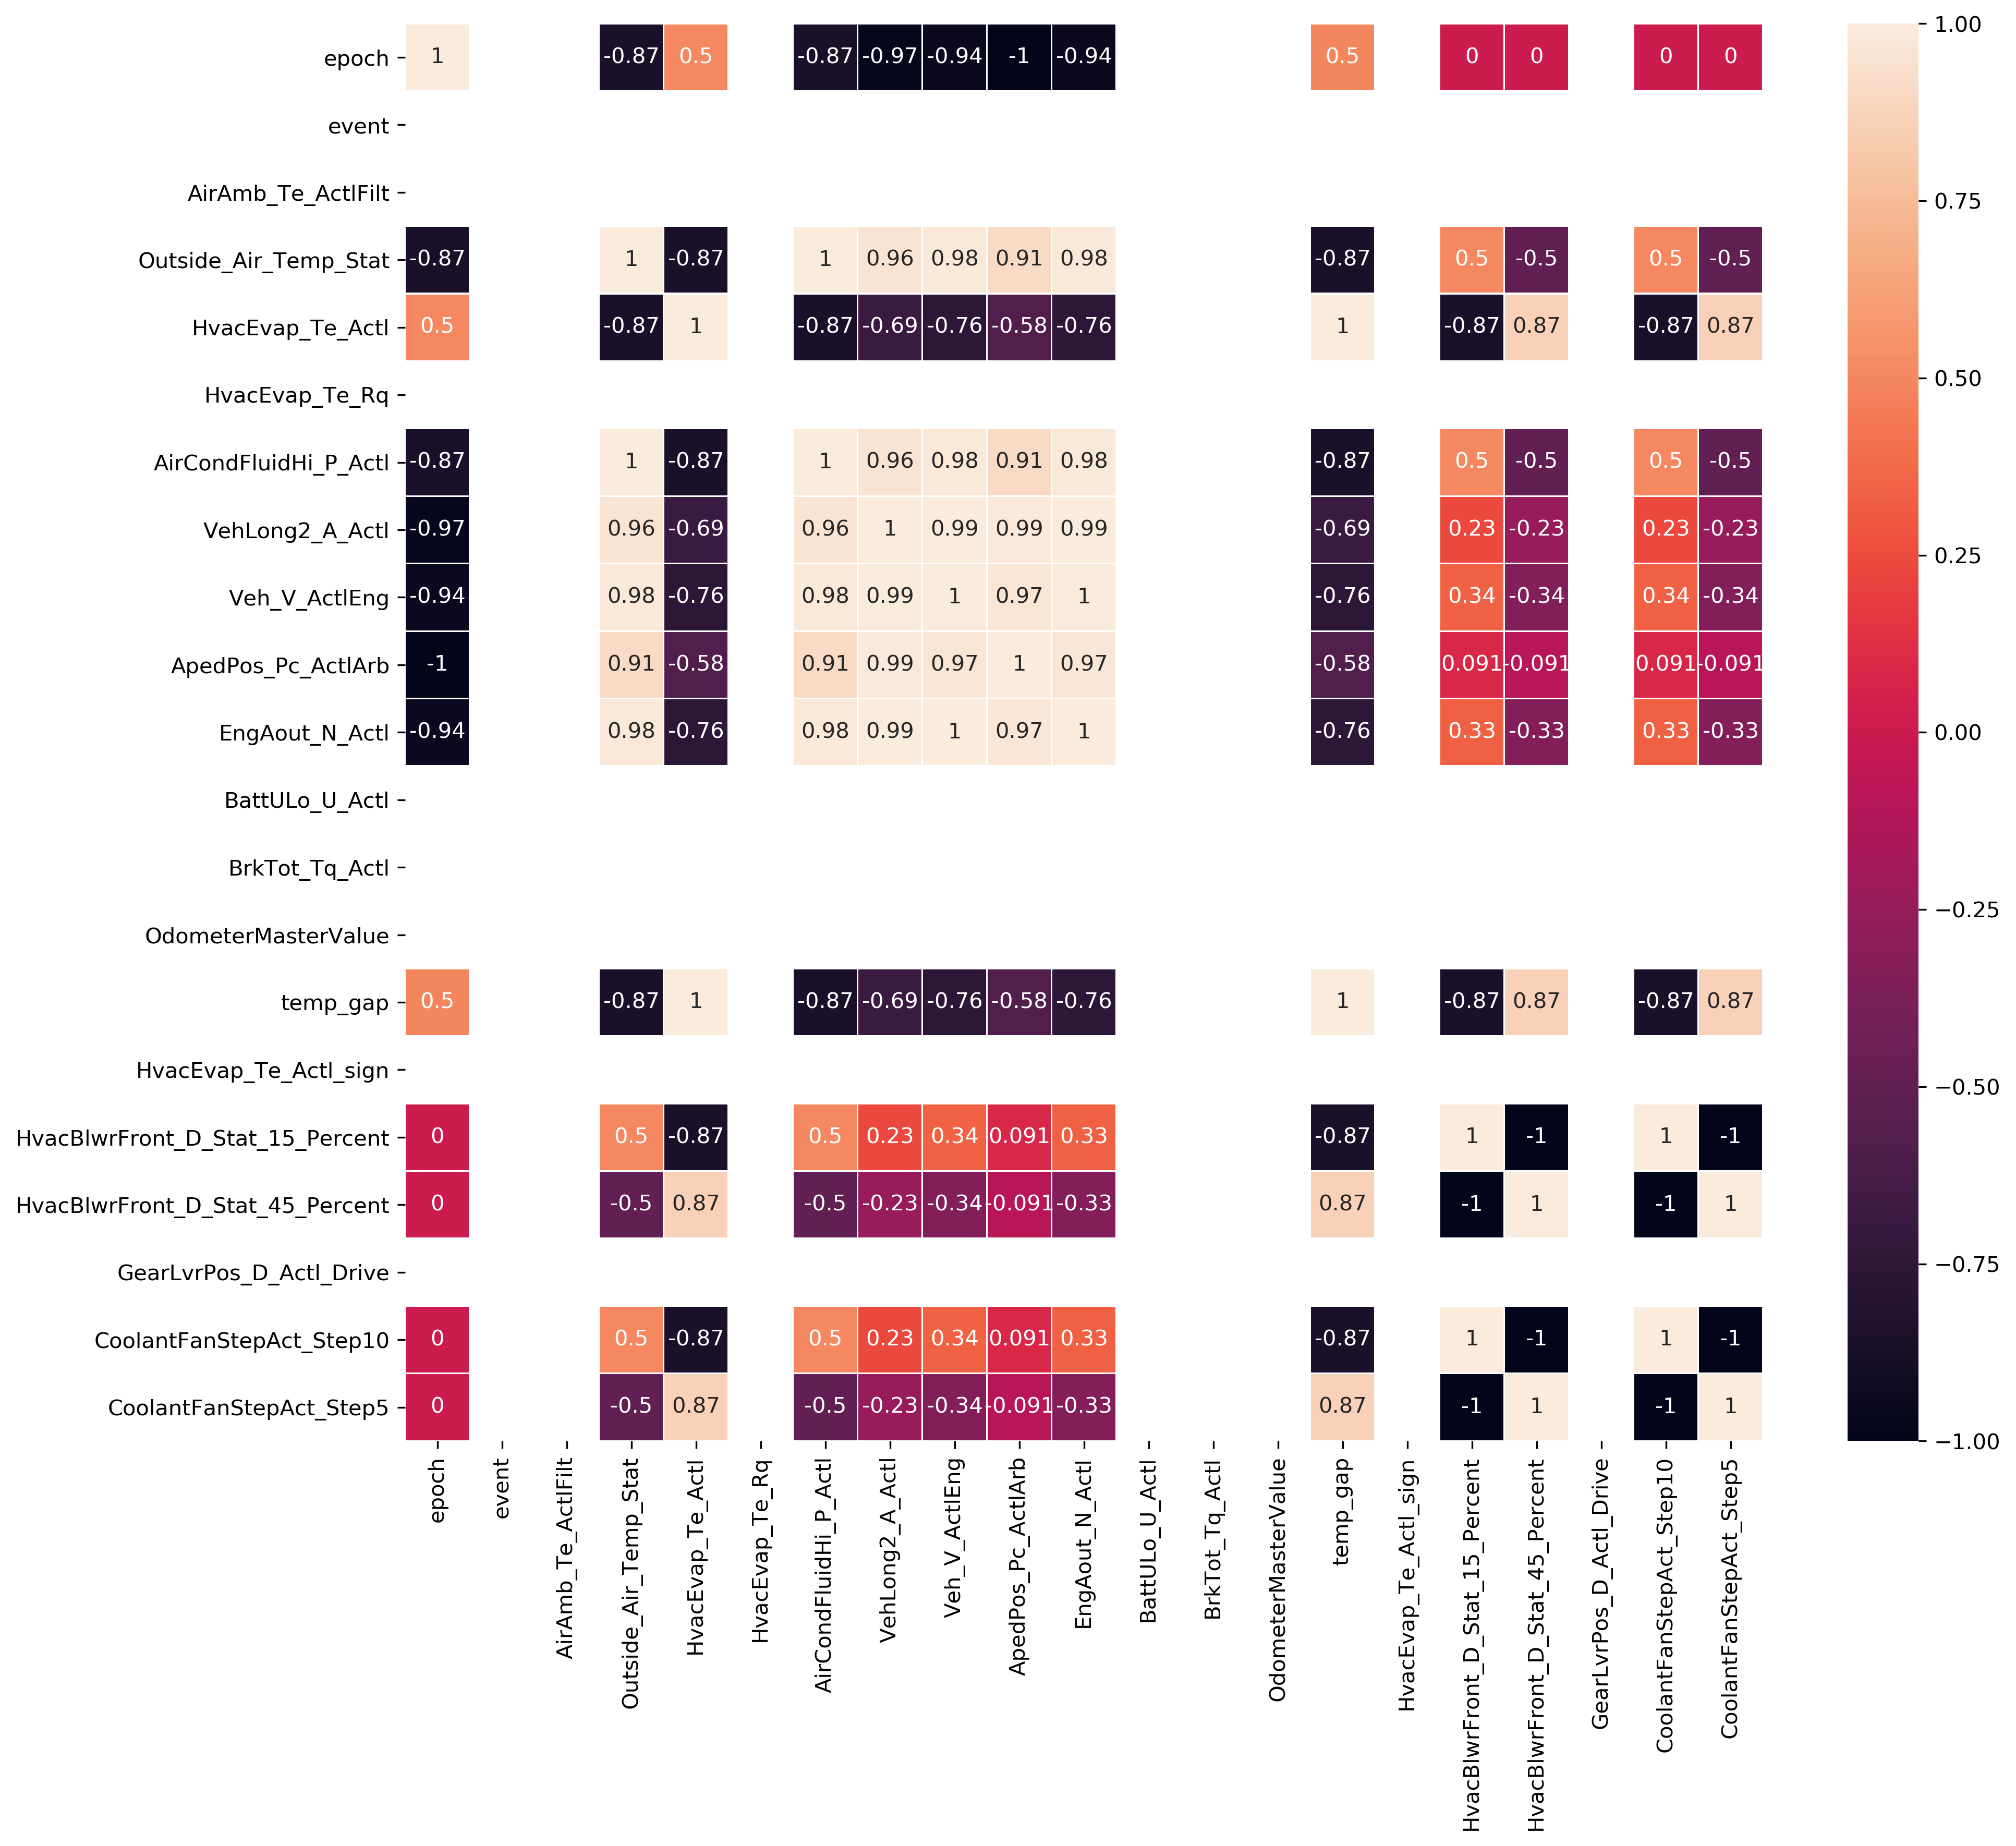 epoch 1 -0.87 0.5 -0.87 -0.97 -0.94 -1 -0.94 0.5 0 0 0 0
event
AirAmb_Te_ActlFilt
Outside_Air_Temp_Stat -0.87 1 -0.87 1 0.96 0.98 0.91 0.98 -0.87 0.5 -0.5 0.5 -0.5
HvacEvap_Te_Actl 0.5 -0.87 1 -0.87 -0.69 -0.76 -0.58 -0.76 1 -0.87 0.87 -0.87 0.87
HvacEvap_Te_Rq
AirCondFluidHi_P_Actl -0.87 1 -0.87 1 0.96 0.98 0.91 0.98 -0.87 0.5 -0.5 0.5 -0.5
VehLong2_A_Actl -0.97 0.96 -0.69 0.96 1 0.99 0.99 0.99 -0.69 0.23 -0.23 0.23 -0.23
Veh_V_ActlEng -0.94 0.98 -0.76 0.98 0.99 1 0.97 1 -0.76 0.34 -0.34 0.34 -0.34
ApedPos_Pc_ActlArb -1 0.91 -0.58 0.91 0.99 0.97 1 0.97 -0.58 0.091 -0.091 0.091 -0.091
EngAout_N_Actl -0.94 0.98 -0.76 0.98 0.99 1 0.97 1 -0.76 0.33 -0.33 0.33 -0.33
BattULo_U_Actl
BrkTot_Tq_Actl
OdometerMasterValue
temp_gap 0.5 -0.87 1 -0.87 -0.69 -0.76 -0.58 -0.76 1 -0.87 0.87 -0.87 0.87
HvacEvap_Te_Actl_sign
HvacBlwrFront_D_Stat_15_Percent 0 0.5 -0.87 0.5 0.23 0.34 0.091 0.33 -0.87 1 -1 1 -1
HvacBlwrFront_D_Stat_45_Percent 0 -0.5 0.87 -0.5 -0.23 -0.34 -0.091 -0.33 0.87 -1 1 -1 1
GearLvrPos_D_Actl_Drive
CoolantFanStepAct_Step10 0 0.5 -0.87 0.5 0.23 0.34 0.091 0.33 -0.87 1 -1 1 -1
CoolantFanStepAct_Step5 0 -0.5 0.87 -0.5 -0.23 -0.34 -0.091 -0.33 0.87 -1 1 -1 1
epoch
event
AirAmb_Te_ActlFilt
Outside_Air_Temp_Stat
HvacEvap_Te_Actl
HvacEvap_Te_Rq
AirCondFluidHi_P_Actl
VehLong2_A_Actl
Veh_V_ActlEng
ApedPos_Pc_ActlArb
EngAout_N_Actl
BattULo_U_Actl
BrkTot_Tq_Actl
OdometerMasterValue
temp_gap
HvacEvap_Te_Actl_sign
HvacBlwrFront_D_Stat_15_Percent
HvacBlwrFront_D_Stat_45_Percent
GearLvrPos_D_Actl_Drive
CoolantFanStepAct_Step10
CoolantFanStepAct_Step5
1.00
0.75
0.50
0.25
0.00
−0.25
−0.50
−0.75
−1.00